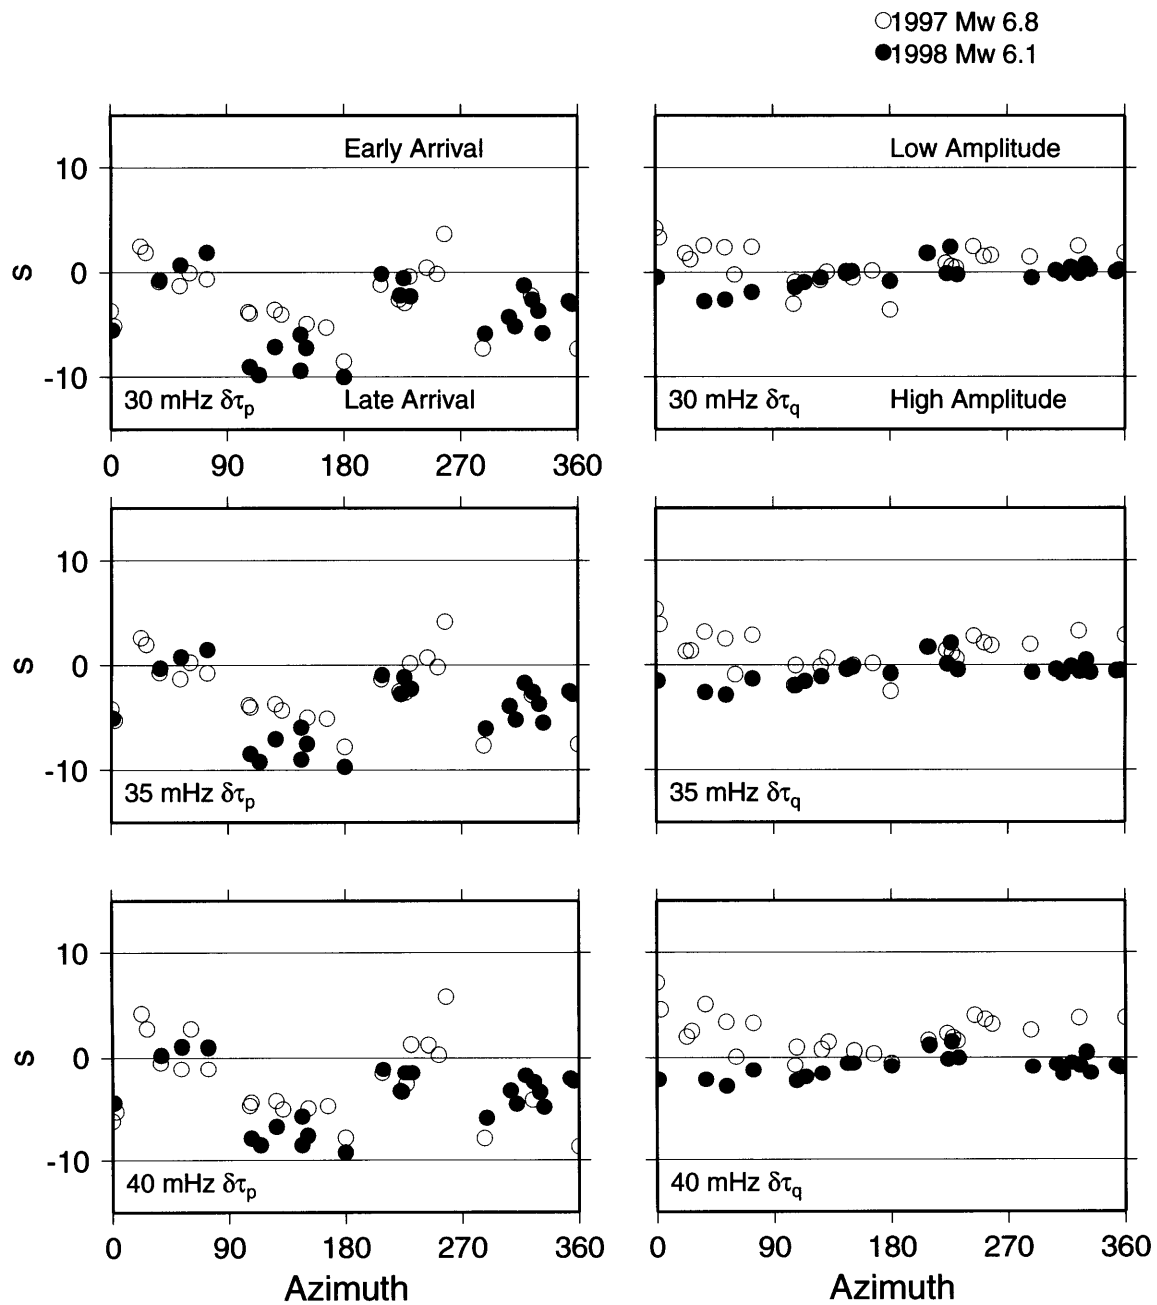 1997 Mw 6.8
1998 Mw 6.1
Early Arrival
Low Amplitude
10
0
-10
s
30 mHz δτp
Late Arrival
30 mHz δτq
High Amplitude
0 90 180 270 360
10
0
-10
s
35 mHz δτp
35 mHz δτq
10
0
-10
s
40 mHz δτp
40 mHz δτq
0 90 180 270 360
0 90 180 270 360
Azimuth
Azimuth